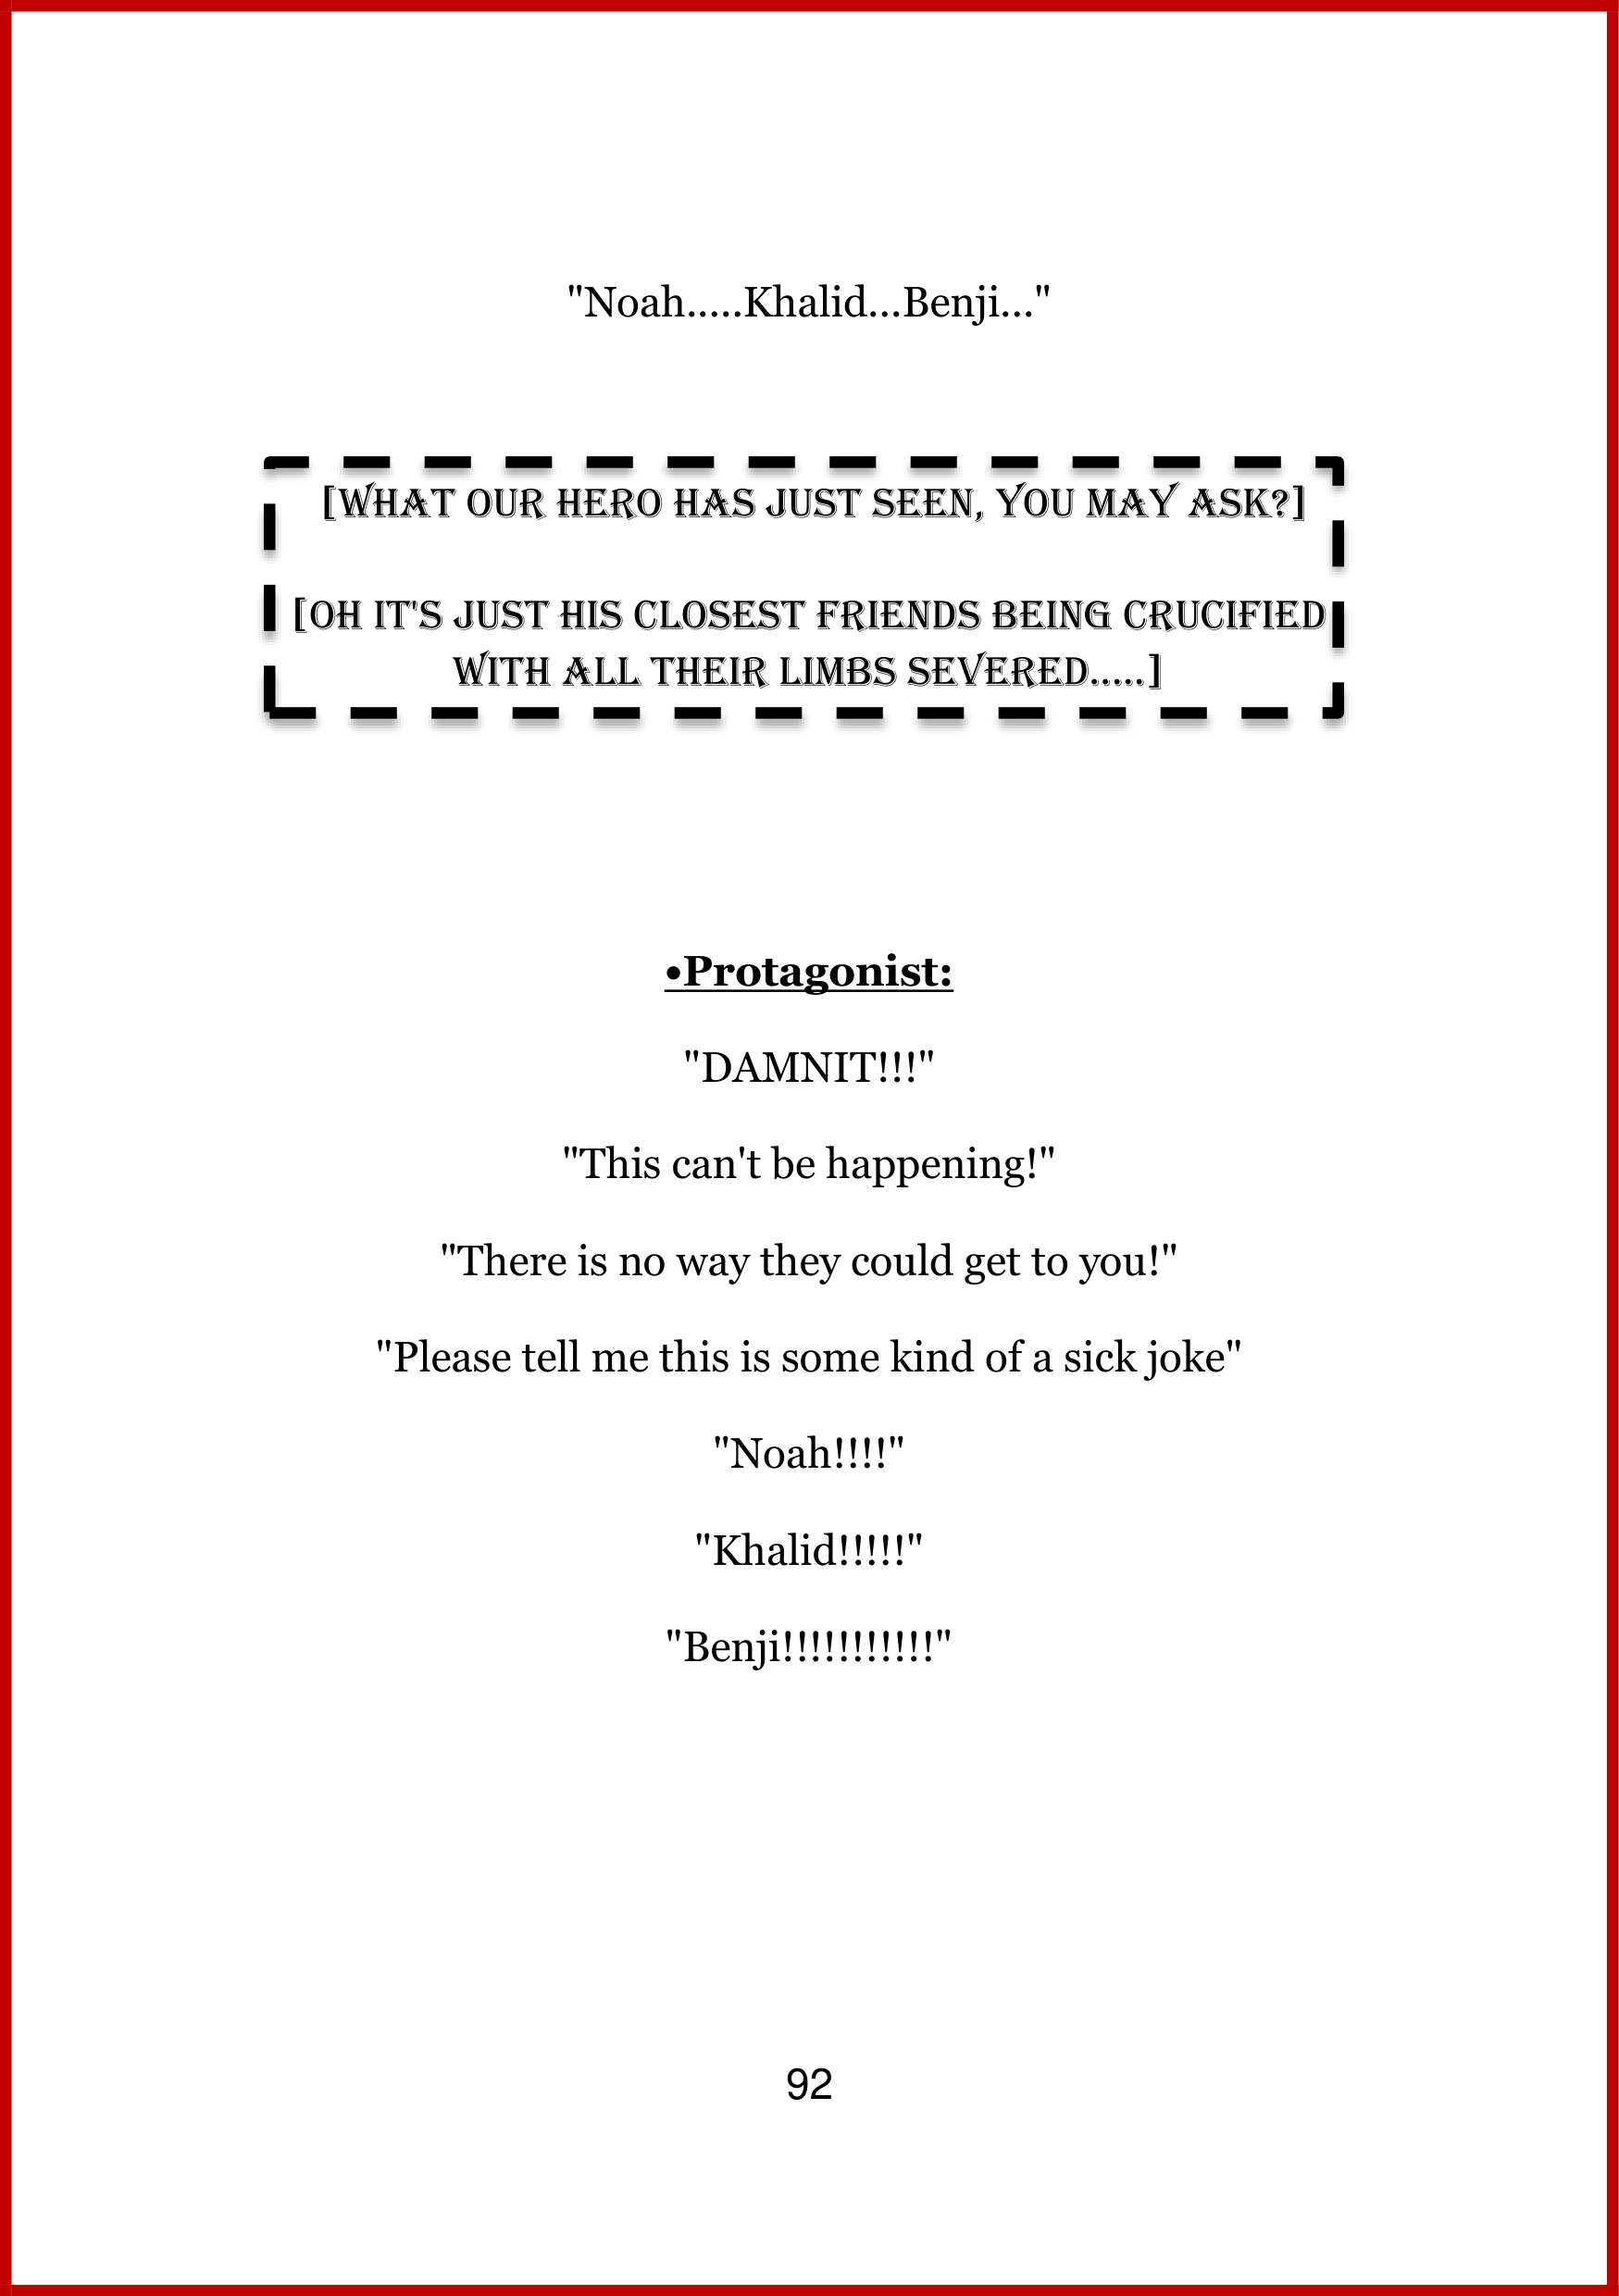 "Noah.....Khalid...Benji..."
[WHAT OUR HERO HAS JUST SEEN, YOU MAY ASK?]
[OH IT'S JUST HIS CLOSEST FRIENDS BEING CRUCIFIED
WITH ALL THEIR LIMBS SEVERED.....]
•Protagonist:
"DAMNIT!!!"
"This can't be happening!"
"There is no way they could get to you!"
"Please tell me this is some kind of a sick joke"
"Noah!!!!"
"Khalid!!!!!"
"Benji!!!!!!!!!!!"
92